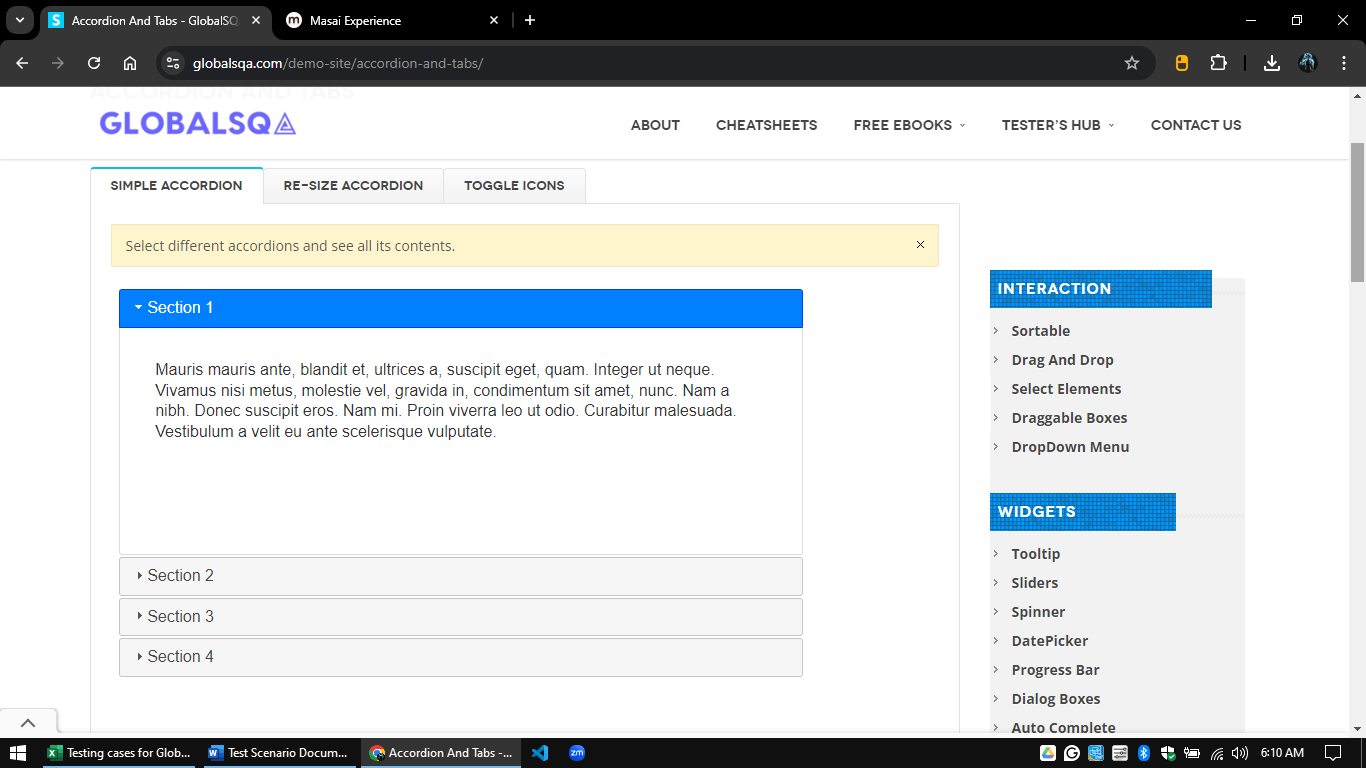 Accordion And Tabs - GlobalSQ
Masai Experience
globalsqa.com/demo-site/accordion-and-tabs/
ACCORDION AND TABS
GLOBALSQA
ABOUT
CHEATSHEETS
FREE EBOOKS
TESTER'S HUB
CONTACT US
SIMPLE ACCORDION
RE-SIZE ACCORDION
TOGGLE ICONS
Select different accordions and see all its contents.
Section 1
Mauris mauris ante, blandit et, ultrices a, suscipit eget, quam. Integer ut neque.
Vivamus nisi metus, molestie vel, gravida in, condimentum sit amet, nunc. Nam a
nibh. Donec suscipit eros. Nam mi. Proin viverra leo ut odio. Curabitur malesuada.
Vestibulum a velit eu ante scelerisque vulputate.
Section 2
Section 3
Section 4
INTERACTION
Sortable
Drag And Drop
Select Elements
Draggable Boxes
DropDown Menu
WIDGETS
Tooltip
Sliders
Spinner
DatePicker
Progress Bar
Dialog Boxes
Auto Complete
Testing cases for Glob...
Test Scenario Docum...
Accordion And Tabs -...
zm
6:10 AM